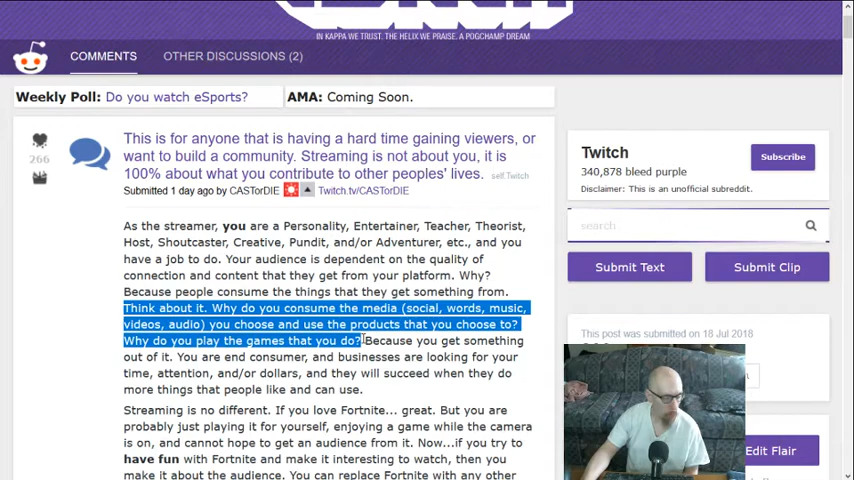 IN KAPPA WE TRUST. THE HELIX WE PRAISE. A POGCHAMP DREAM
COMMENTS
OTHER DISCUSSIONS (2)
Weekly Poll: Do you watch eSports?
AMA: Coming Soon.
266
This is for anyone that is having a hard time gaining viewers, or
want to build a community. Streaming is not about you, it is
100% about what you contribute to other peoples' lives. self.Twitch
Submitted 1 day ago by CASTorDIE Twitch.tv/CASTorDIE
As the streamer, you are a Personality, Entertainer, Teacher, Theorist,
Host, Shoutcaster, Creative, Pundit, and/or Adventurer, etc., and you
have a job to do. Your audience is dependent on the quality of
connection and content that they get from your platform. Why?
Because people consume the things that they get something from.
Think about it. Why do you consume the media (social, words, music,
videos, audio) you choose and use the products that you choose to?
Why do you play the games that you do? Because you get something
out of it. You are end consumer, and businesses are looking for your
time, attention, and/or dollars, and they will succeed when they do
more things that people like and can use.
Streaming is no different. If you love Fortnite... great. But you are
probably just playing it for yourself, enjoying a game while the camera
is on, and cannot hope to get an audience from it. Now...if you try to
have fun with Fortnite and make it interesting to watch, then you
make it about the audience. You can replace Fortnite with any other
Twitch
340,878 bleed purple
Subscribe
Disclaimer: This is an unofficial subreddit.
search
Submit Text
Submit Clip
This post was submitted on 18 Jul 2018
Edit Flair